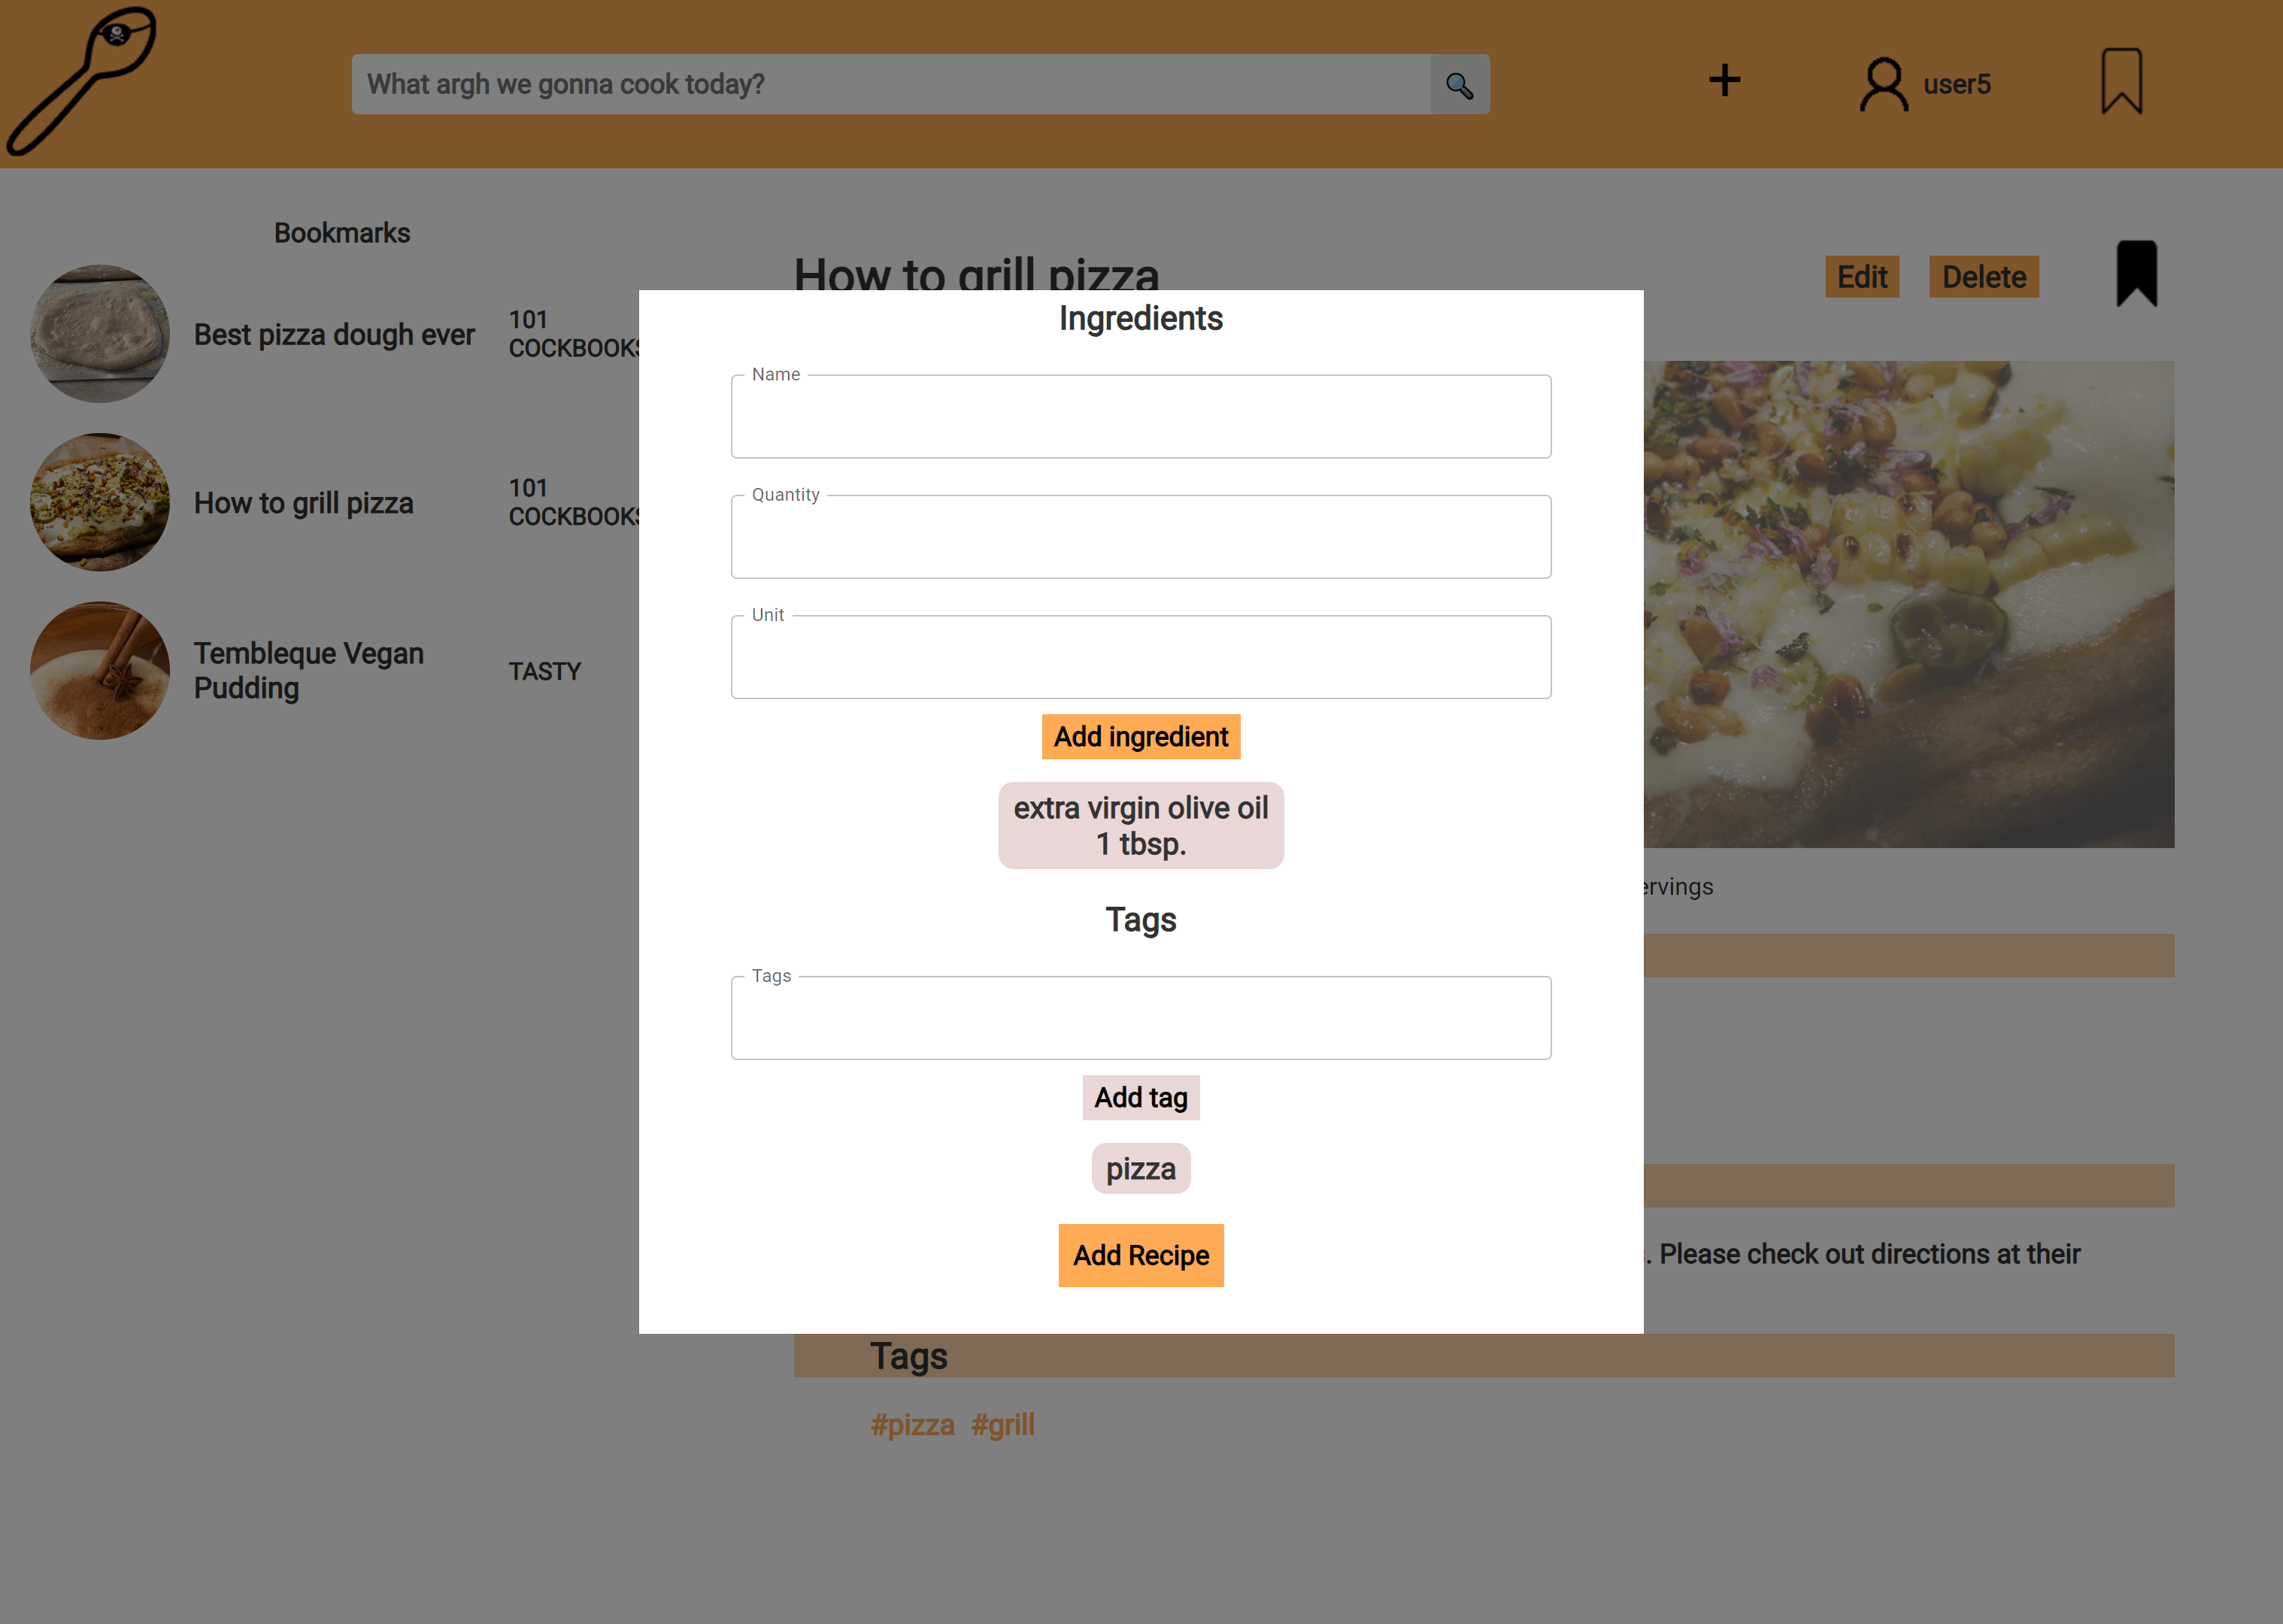 What argh we gonna cook today?
+
user5
Bookmarks
Best pizza dough ever
101
COCKBOOKS
How to grill pizza
101
COCKBOOKS
Tembleque Vegan
Pudding
TASTY
How to grill pizza
Edit
Delete
Ingredients
Name
Quantity
Unit
Add ingredient
extra virgin olive oil
1 tbsp.
Tags
Tags
Add tag
pizza
Add Recipe
ervings
. Please check out directions at their
Tags
#pizza #grill